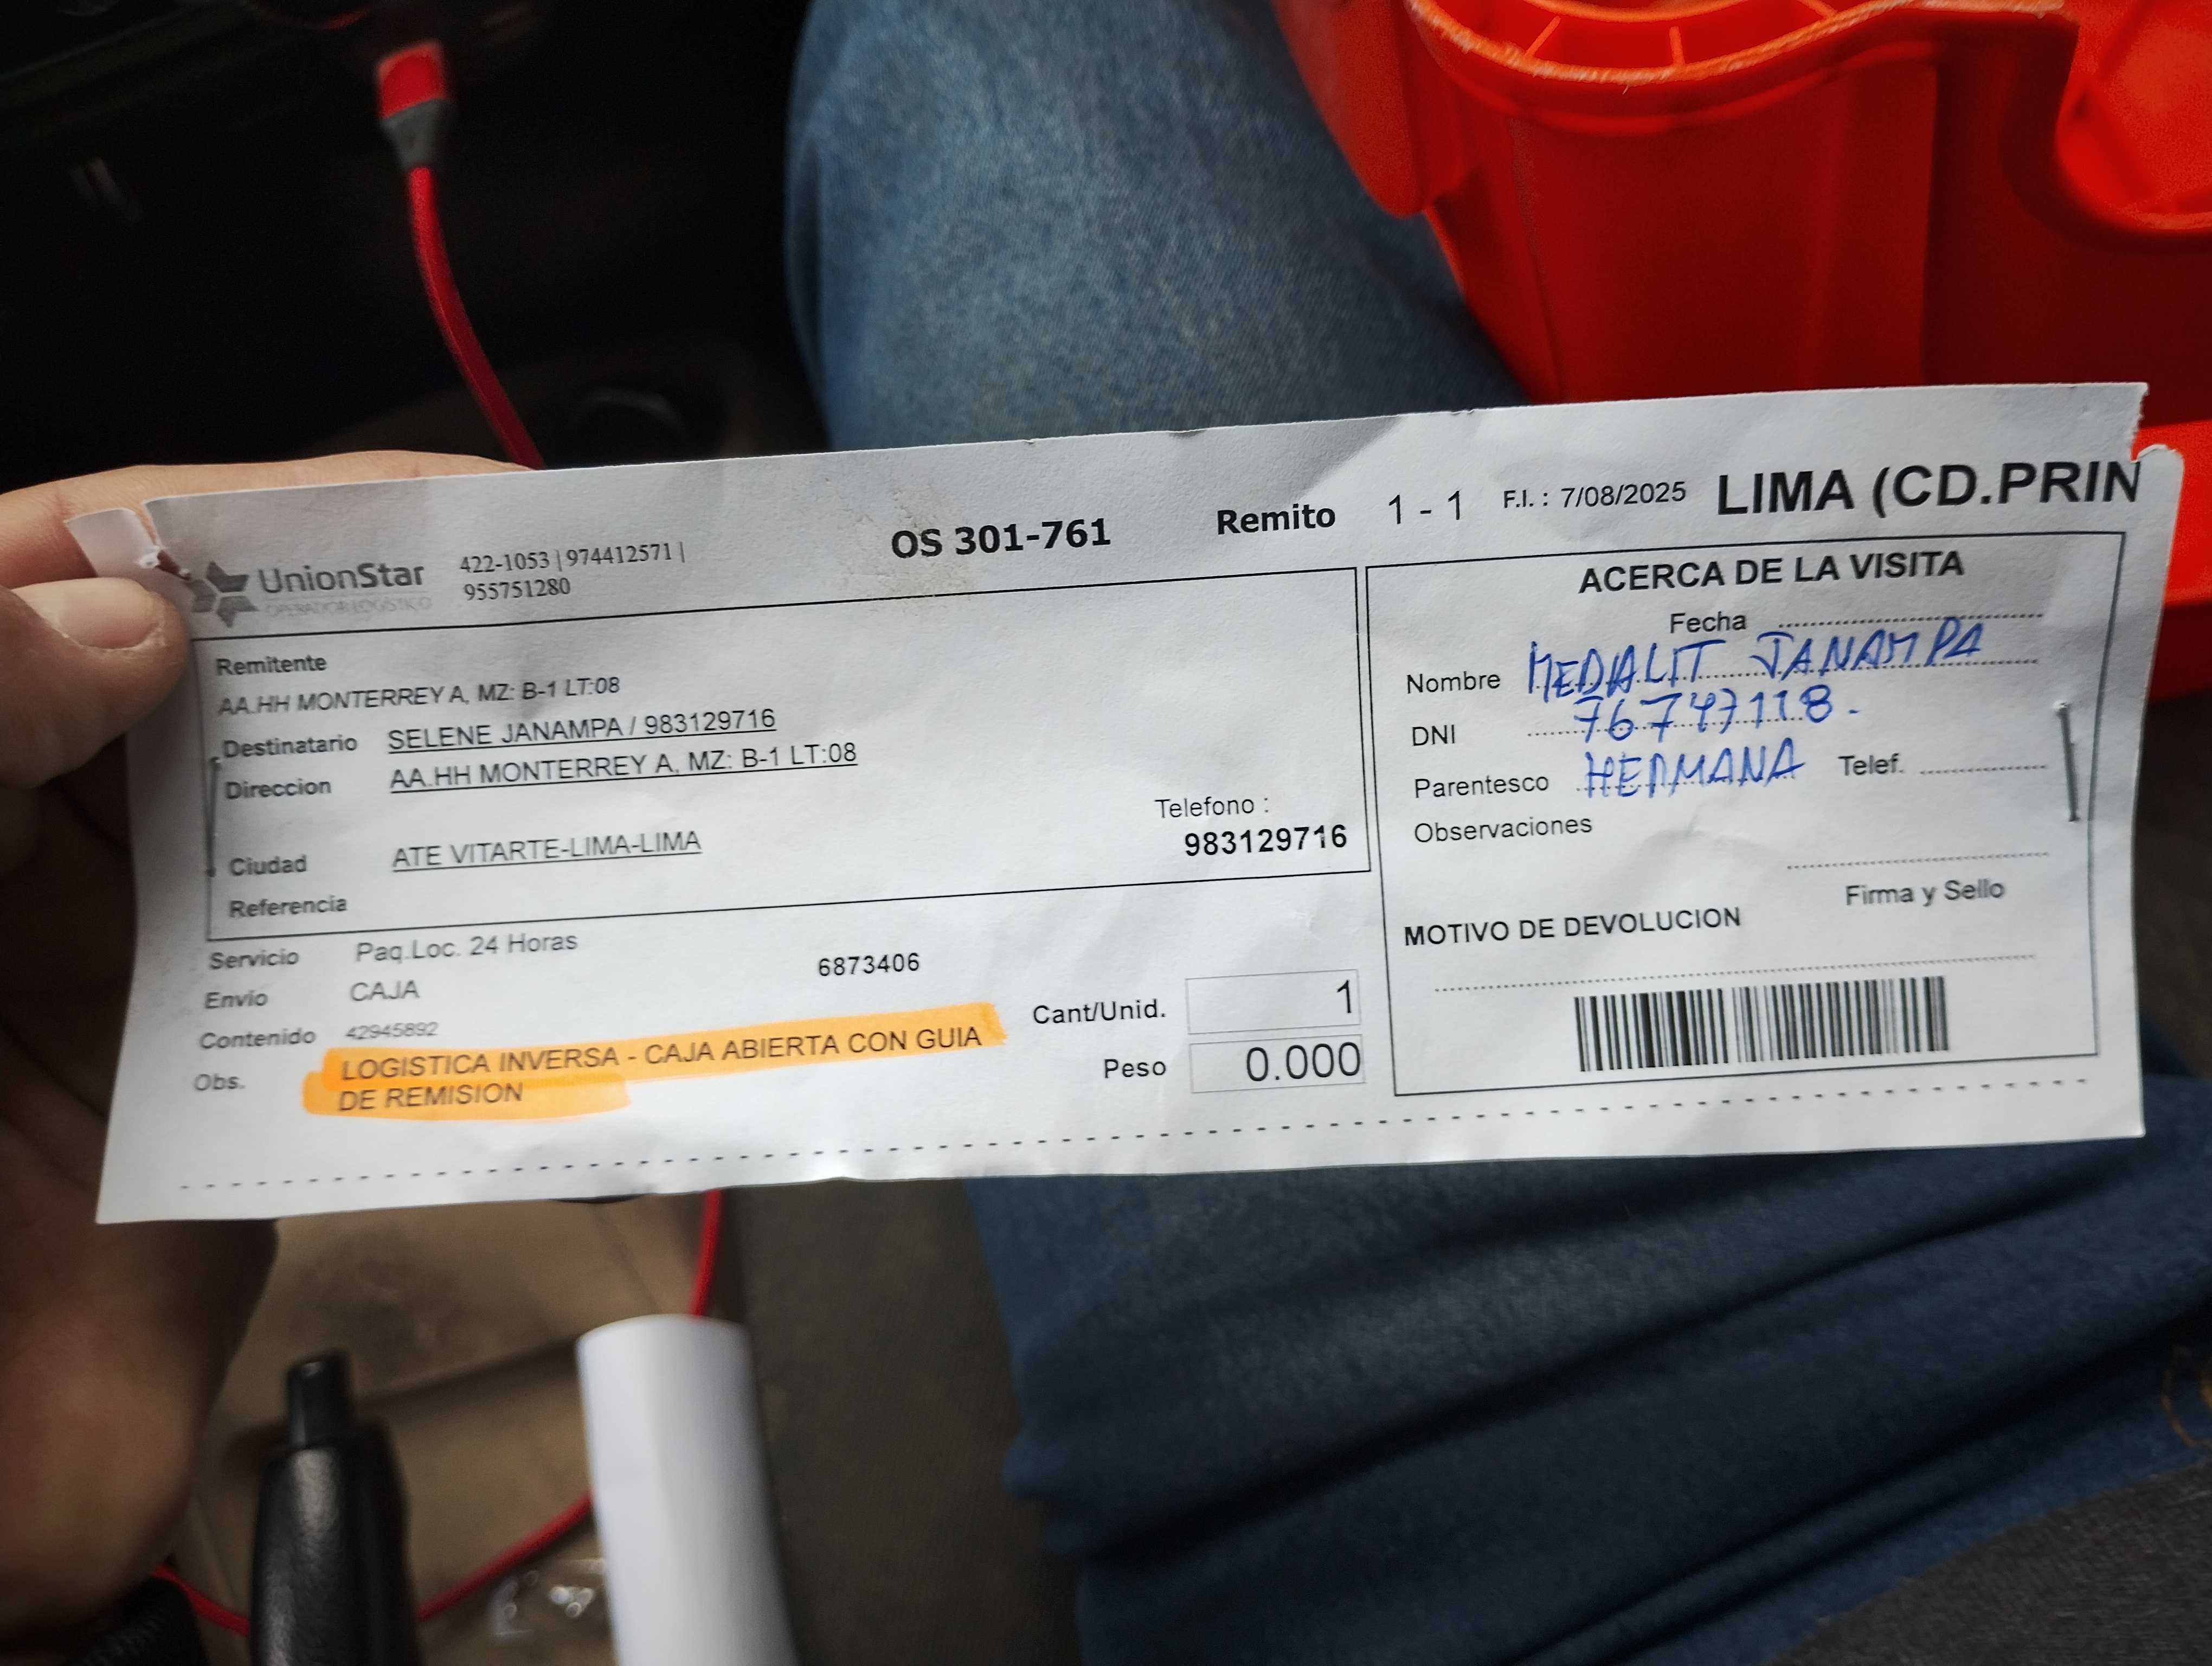 UnionStar
OPERADOR LOGISTICO
422-1053 | 974412571 |
955751280
OS 301-761
Remito 1 - 1 F.I. : 7/08/2025 LIMA (CD.PRIN
Remitente
AA.HH MONTERREY A, MZ: B-1 LT:08
Destinatario SELENE JANAMPA / 983129716
Direccion AA.HH MONTERREY A, MZ: B-1 LT:08
Telefono :
983129716
Ciudad ATE VITARTE-LIMA-LIMA
Referencia
Servicio Paq.Loc. 24 Horas
6873406
Envio CAJA
Contenido 42945892
Obs. LOGISTICA INVERSA - CAJA ABIERTA CON GUIA
DE REMISION
Cant/Unid. 1
Peso 0.000
ACERCA DE LA VISITA
Fecha
Nombre MEDALIT JANAMPA
DNI 76747118.
Parentesco HERMANA Telef.
Observaciones
Firma y Sello
MOTIVO DE DEVOLUCION